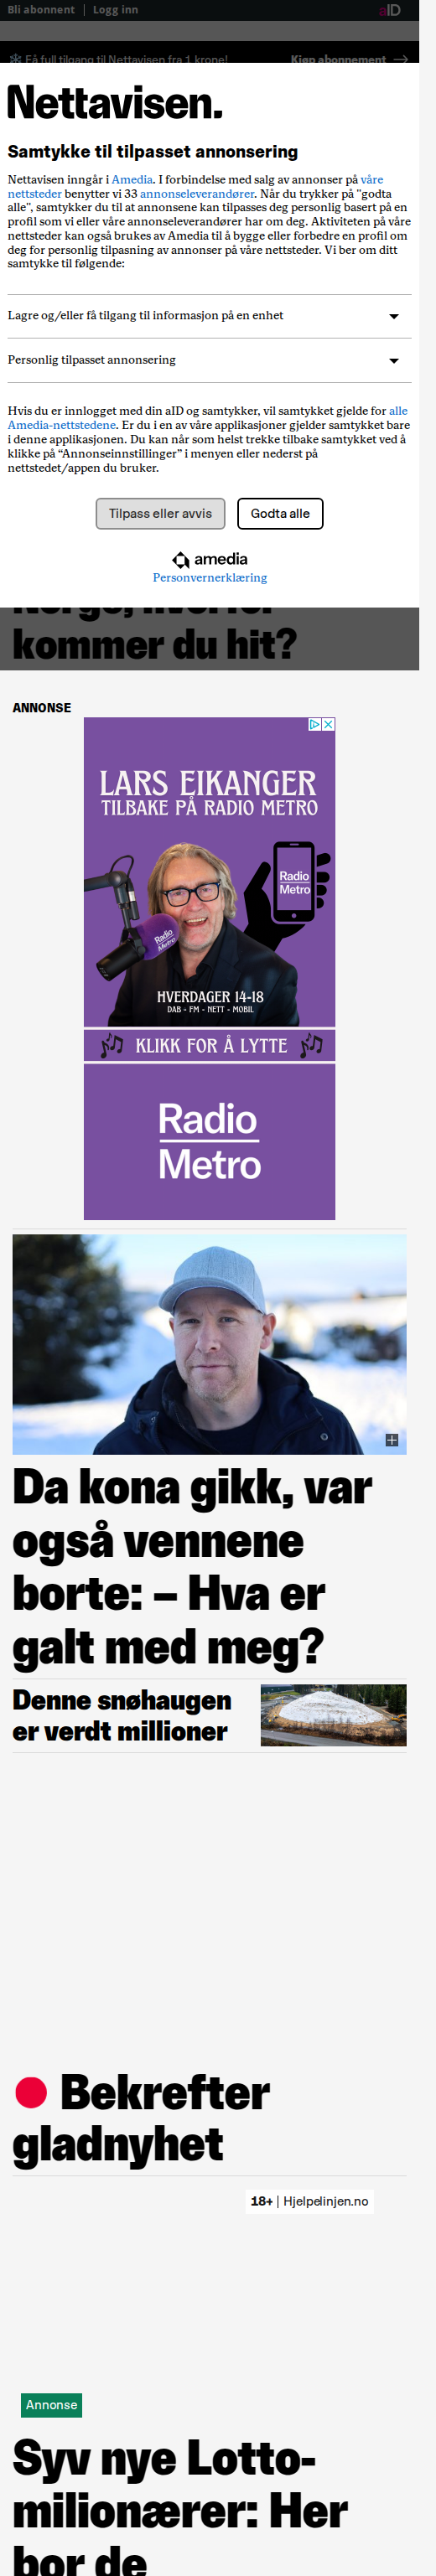 Bli abonnent | Logg inn aID
Få full tilgang til Nettavisen fra 1 krone! Kjøp abonnement →
Nettavisen.
Samtykke til tilpasset annonsering
Nettavisen inngår i Amedia. I forbindelse med salg av annonser på våre
nettsteder benytter vi 33 annonseleverandører. Når du trykker på "godta
alle", samtykker du til at annonsene kan tilpasses deg personlig basert på en
profil som vi eller våre annonseleverandører har om deg. Aktiviteten på våre
nettsteder kan også brukes av Amedia til å bygge eller forbedre en profil om
deg for personlig tilpasning av annonser på våre nettsteder. Vi ber om ditt
samtykke til følgende:
Lagre og/eller få tilgang til informasjon på en enhet
Personlig tilpasset annonsering
Hvis du er innlogget med din aID og samtykker, vil samtykket gjelde for alle
Amedia-nettstedene. Er du i en av våre applikasjoner gjelder samtykket bare
i denne applikasjonen. Du kan når som helst trekke tilbake samtykket ved å
klikke på “Annonseinnstillinger” i menyen eller nederst på
nettstedet/appen du bruker.
Tilpass eller avvis Godta alle
amedia
Personvernerklæring
Norge, hvorfor
kommer du hit?
ANNONSE
LARS EIKANGER
TILBAKE PÅ RADIO METRO
Radio
Metro
Radio
Metro
HVERDAGER 14-18
DAB - FM - NETT - MOBIL
KLIKK FOR Å LYTTE
Radio
Metro
Da kona gikk, var
også vennene
borte: – Hva er
galt med meg?
Denne snøhaugen
er verdt millioner
Bekrefter
gladnyhet
18+ | Hjelpelinjen.no
Annonse
Syv nye Lotto-
milionærer: Her
bor de